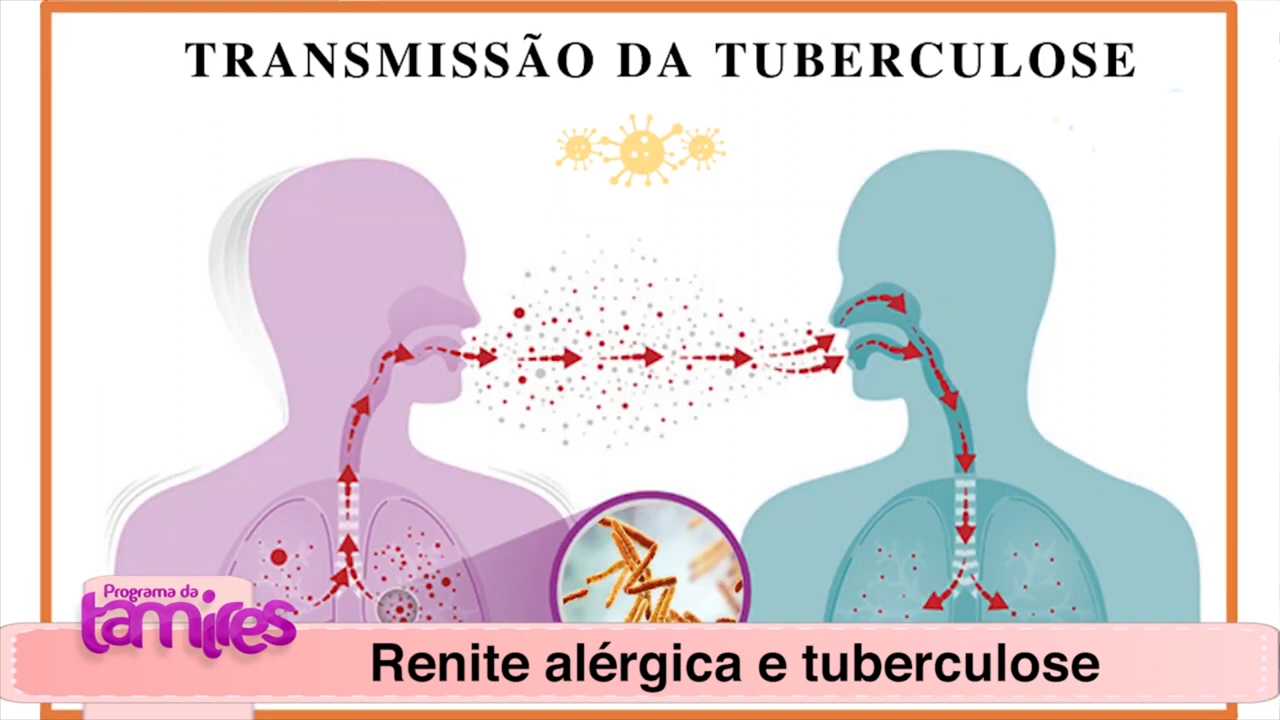 TRANSMISSÃO DA TUBERCULOSE
Programa da
tamires
Renite alérgica e tuberculose